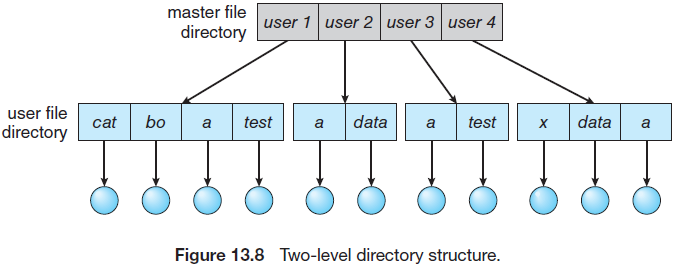 master file
directory
user 1 user 2 user 3 user 4
user file
directory
cat bo a test a data a test x data a
Figure 13.8 Two-level directory structure.